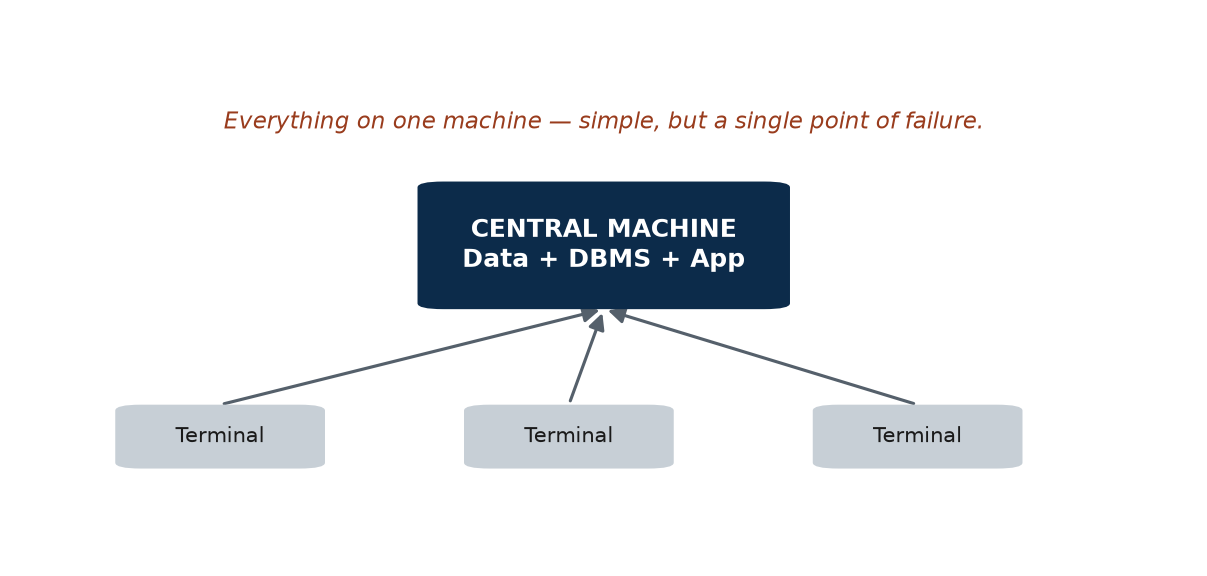 Everything on one machine — simple, but a single point of failure.
CENTRAL MACHINE
Data + DBMS + App
Terminal
Terminal
Terminal